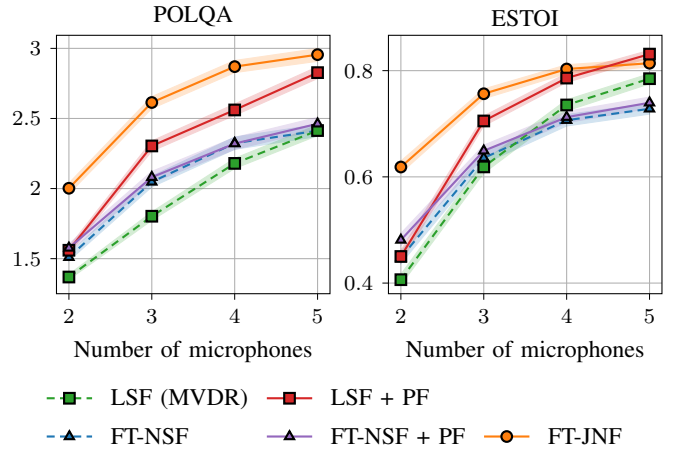 POLQA
3
2.5
2
1.5
2 3 4 5
Number of microphones
ESTOI
0.8
0.6
0.4
2 3 4 5
Number of microphones
LSF (MVDR) LSF + PF
FT-NSF FT-NSF + PF FT-JNF